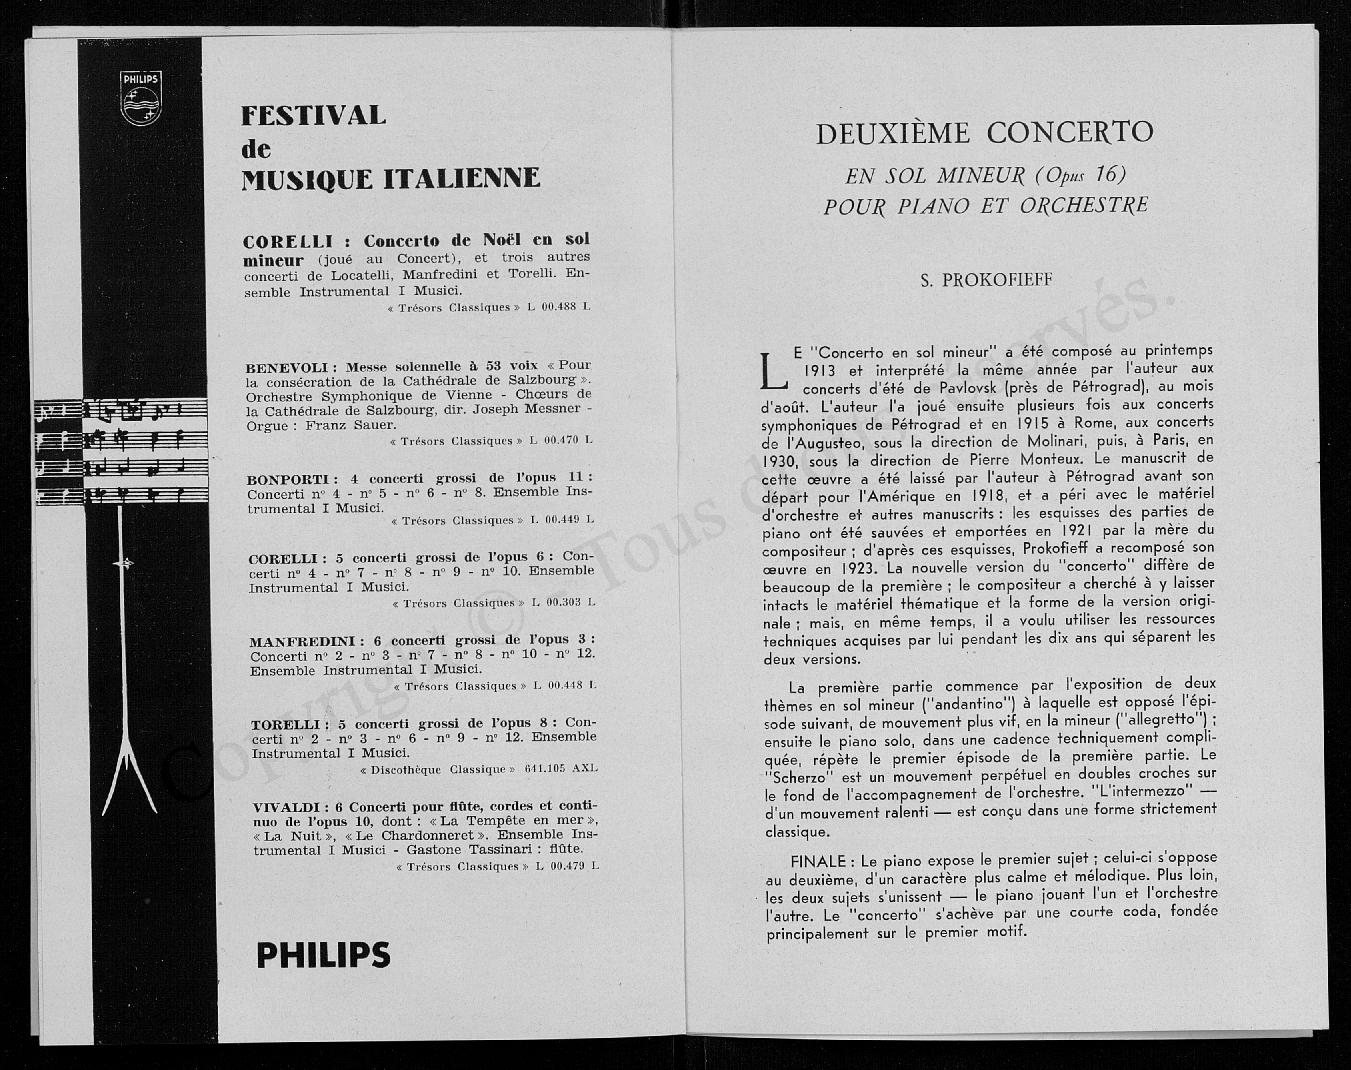 PHILIPS
FESTIVAL
de
MUSIQUE ITALIENNE
CORELLI : Concerto de Noël en sol
mineur (joué au Concert), et trois autres
concerti de Locatelli, Manfredini et Torelli. En-
semble Instrumental I Musici.
« Trésors Classiques » L 00.488 L
BENEVOLI : Messe solennelle à 53 voix « Pour
la consécration de la Cathédrale de Salzbourg ».
Orchestre Symphonique de Vienne - Chœurs de
la Cathédrale de Salzbourg, dir. Joseph Messner -
Orgue : Franz Sauer.
« Trésors Classiques » L 00.470 L
BONPORTI : 4 concerti grossi de l'opus 11 :
Concerti n° 4 - n° 5 - n° 6 - n° 8. Ensemble Ins-
trumental I Musici.
« Trésors Classiques » L 00.449 L
CORELLI : 5 concerti grossi de l'opus 6 : Con-
certi n° 4 - n° 7 - n° 8 - n° 9 - n° 10. Ensemble
Instrumental I Musici.
« Trésors Classiques » L 00.303 L
MANFREDINI : 6 concerti grossi de l'opus 3 :
Concerti n° 2 - n° 3 - n° 7 - n° 8 - n° 10 - n° 12.
Ensemble Instrumental I Musici.
« Trésors Classiques » L 00.448 L
TORELLI : 5 concerti grossi de l'opus 8 : Con-
certi n° 2 - n° 3 - n° 6 - n° 9 - n° 12. Ensemble
Instrumental I Musici.
« Discothèque Classique » 641.105 AXL
VIVALDI : 6 Concerti pour flûte, cordes et conti-
nuo de l'opus 10, dont : « La Tempête en mer »,
« La Nuit », « Le Chardonneret ». Ensemble Ins-
trumental I Musici - Gastone Tassinari : flûte.
« Trésors Classiques » L 00.479 L
PHILIPS
DEUXIÈME CONCERTO
EN SOL MINEUR (Opus 16)
POUR PIANO ET ORCHESTRE
S. PROKOFIEFF
LE "Concerto en sol mineur" a été composé au printemps
1913 et interprété la même année par l'auteur aux
concerts d'été de Pavlovsk (près de Pétrograd), au mois
d'août. L'auteur l'a joué ensuite plusieurs fois aux concerts
symphoniques de Pétrograd et en 1915 à Rome, aux concerts
de l'Augusteo, sous la direction de Molinari, puis, à Paris, en
1930, sous la direction de Pierre Monteux. Le manuscrit de
cette œuvre a été laissé par l'auteur à Pétrograd avant son
départ pour l'Amérique en 1918, et a péri avec le matériel
d'orchestre et autres manuscrits : les esquisses des parties de
piano ont été sauvées et emportées en 1921 par la mère du
compositeur ; d'après ces esquisses, Prokofieff a recomposé son
œuvre en 1923. La nouvelle version du "concerto" diffère de
beaucoup de la première ; le compositeur a cherché à y laisser
intacts le matériel thématique et la forme de la version origi-
nale ; mais, en même temps, il a voulu utiliser les ressources
techniques acquises par lui pendant les dix ans qui séparent les
deux versions.
La première partie commence par l'exposition de deux
thèmes en sol mineur ("andantino") à laquelle est opposé l'épi-
sode suivant, de mouvement plus vif, en la mineur ("allegretto") ;
ensuite le piano solo, dans une cadence techniquement compli-
quée, répète le premier épisode de la première partie. Le
"Scherzo" est un mouvement perpétuel en doubles croches sur
le fond de l'accompagnement de l'orchestre. "L'intermezzo" —
d'un mouvement ralenti — est conçu dans une forme strictement
classique.
FINALE : Le piano expose le premier sujet ; celui-ci s'oppose
au deuxième, d'un caractère plus calme et mélodique. Plus loin,
les deux sujets s'unissent — le piano jouant l'un et l'orchestre
l'autre. Le "concerto" s'achève par une courte coda, fondée
principalement sur le premier motif.
Copyright © Tous droits réservés.